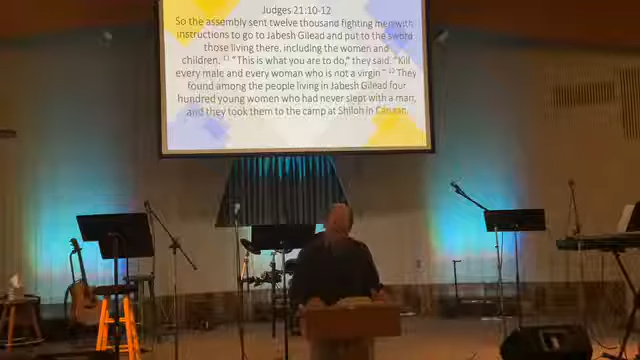 Judges 21:10-12
So the assembly sent twelve thousand fighting men with
instructions to go to Jabesh Gilead and put to the sword
those living there, including the women and
children. 11 "This is what you are to do," they said. "Kill
every male and every woman who is not a virgin." 12 They
found among the people living in Jabesh Gilead four
hundred young women who had never slept with a man,
and they took them to the camp at Shiloh in Canaan.